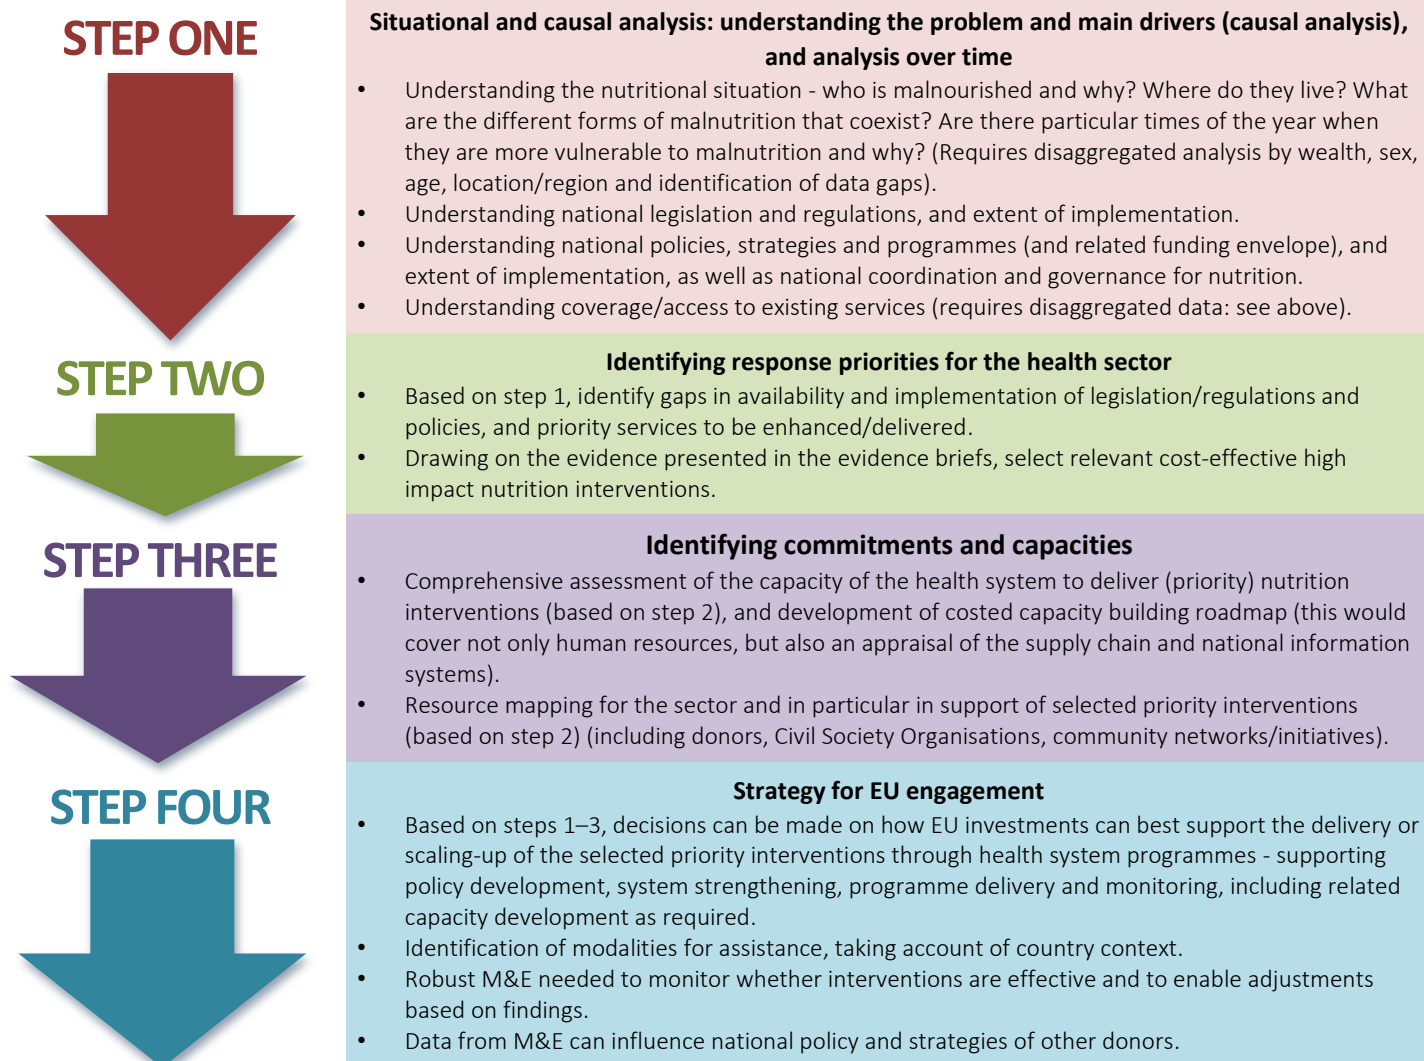 STEP ONE
Situational and causal analysis: understanding the problem and main drivers (causal analysis),
and analysis over time
• Understanding the nutritional situation - who is malnourished and why? Where do they live? What
are the different forms of malnutrition that coexist? Are there particular times of the year when
they are more vulnerable to malnutrition and why? (Requires disaggregated analysis by wealth, sex,
age, location/region and identification of data gaps).
• Understanding national legislation and regulations, and extent of implementation.
• Understanding national policies, strategies and programmes (and related funding envelope), and
extent of implementation, as well as national coordination and governance for nutrition.
• Understanding coverage/access to existing services (requires disaggregated data: see above).
STEP TWO
Identifying response priorities for the health sector
• Based on step 1, identify gaps in availability and implementation of legislation/regulations and
policies, and priority services to be enhanced/delivered.
• Drawing on the evidence presented in the evidence briefs, select relevant cost-effective high
impact nutrition interventions.
STEP THREE
Identifying commitments and capacities
• Comprehensive assessment of the capacity of the health system to deliver (priority) nutrition
interventions (based on step 2), and development of costed capacity building roadmap (this would
cover not only human resources, but also an appraisal of the supply chain and national information
systems).
• Resource mapping for the sector and in particular in support of selected priority interventions
(based on step 2) (including donors, Civil Society Organisations, community networks/initiatives).
STEP FOUR
Strategy for EU engagement
• Based on steps 1–3, decisions can be made on how EU investments can best support the delivery or
scaling-up of the selected priority interventions through health system programmes - supporting
policy development, system strengthening, programme delivery and monitoring, including related
capacity development as required.
• Identification of modalities for assistance, taking account of country context.
• Robust M&E needed to monitor whether interventions are effective and to enable adjustments
based on findings.
• Data from M&E can influence national policy and strategies of other donors.